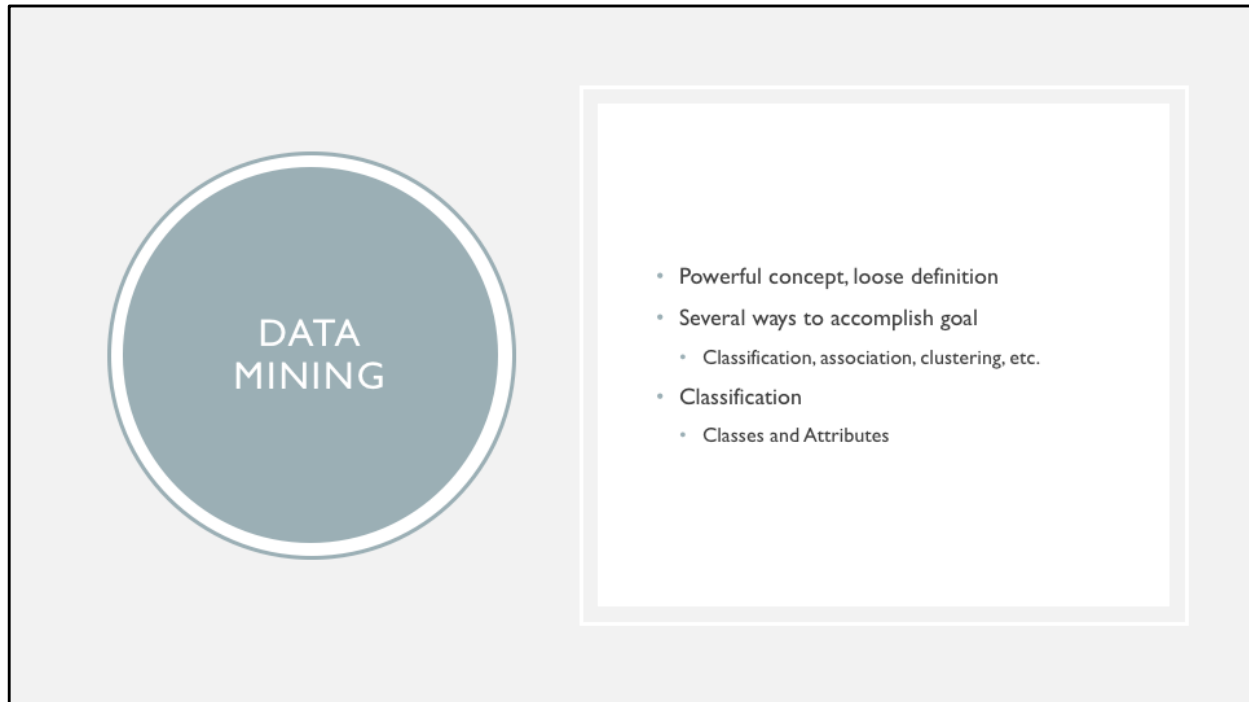 DATA
MINING
• Powerful concept, loose definition
• Several ways to accomplish goal
• Classification, association, clustering, etc.
• Classification
• Classes and Attributes